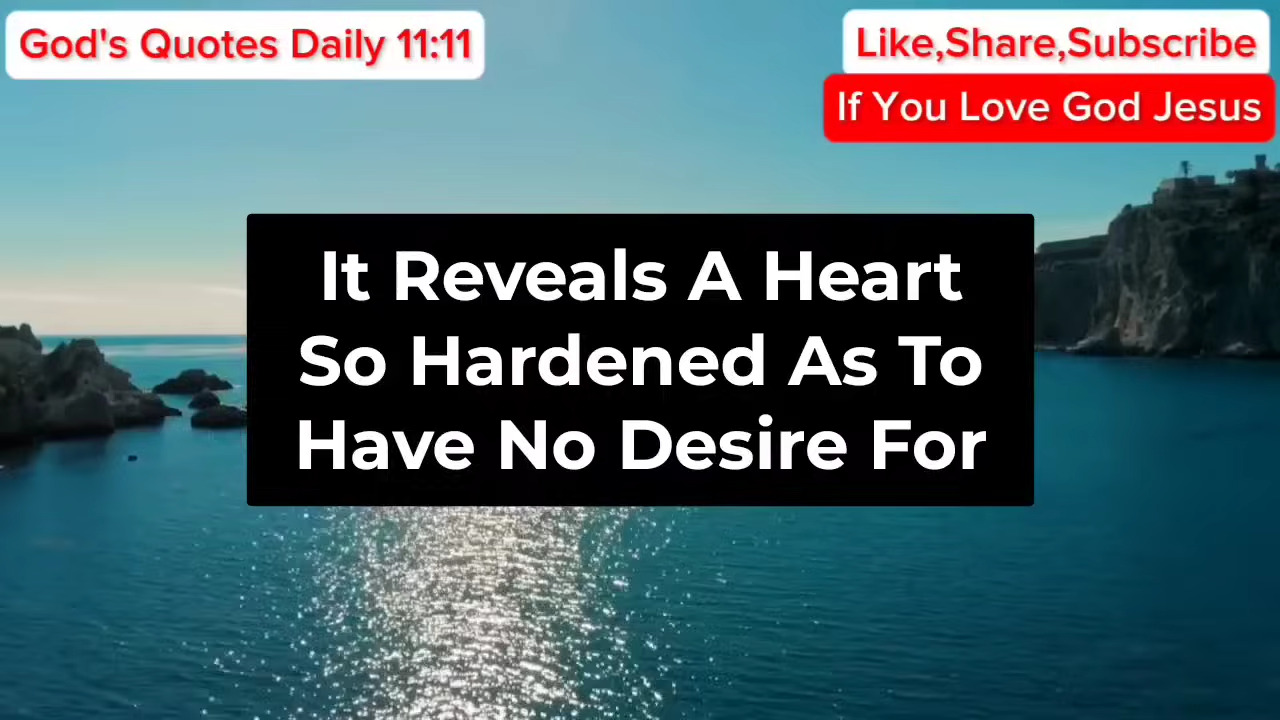 God's Quotes Daily 11:11
Like,Share,Subscribe
If You Love God Jesus
It Reveals A Heart
So Hardened As To
Have No Desire For